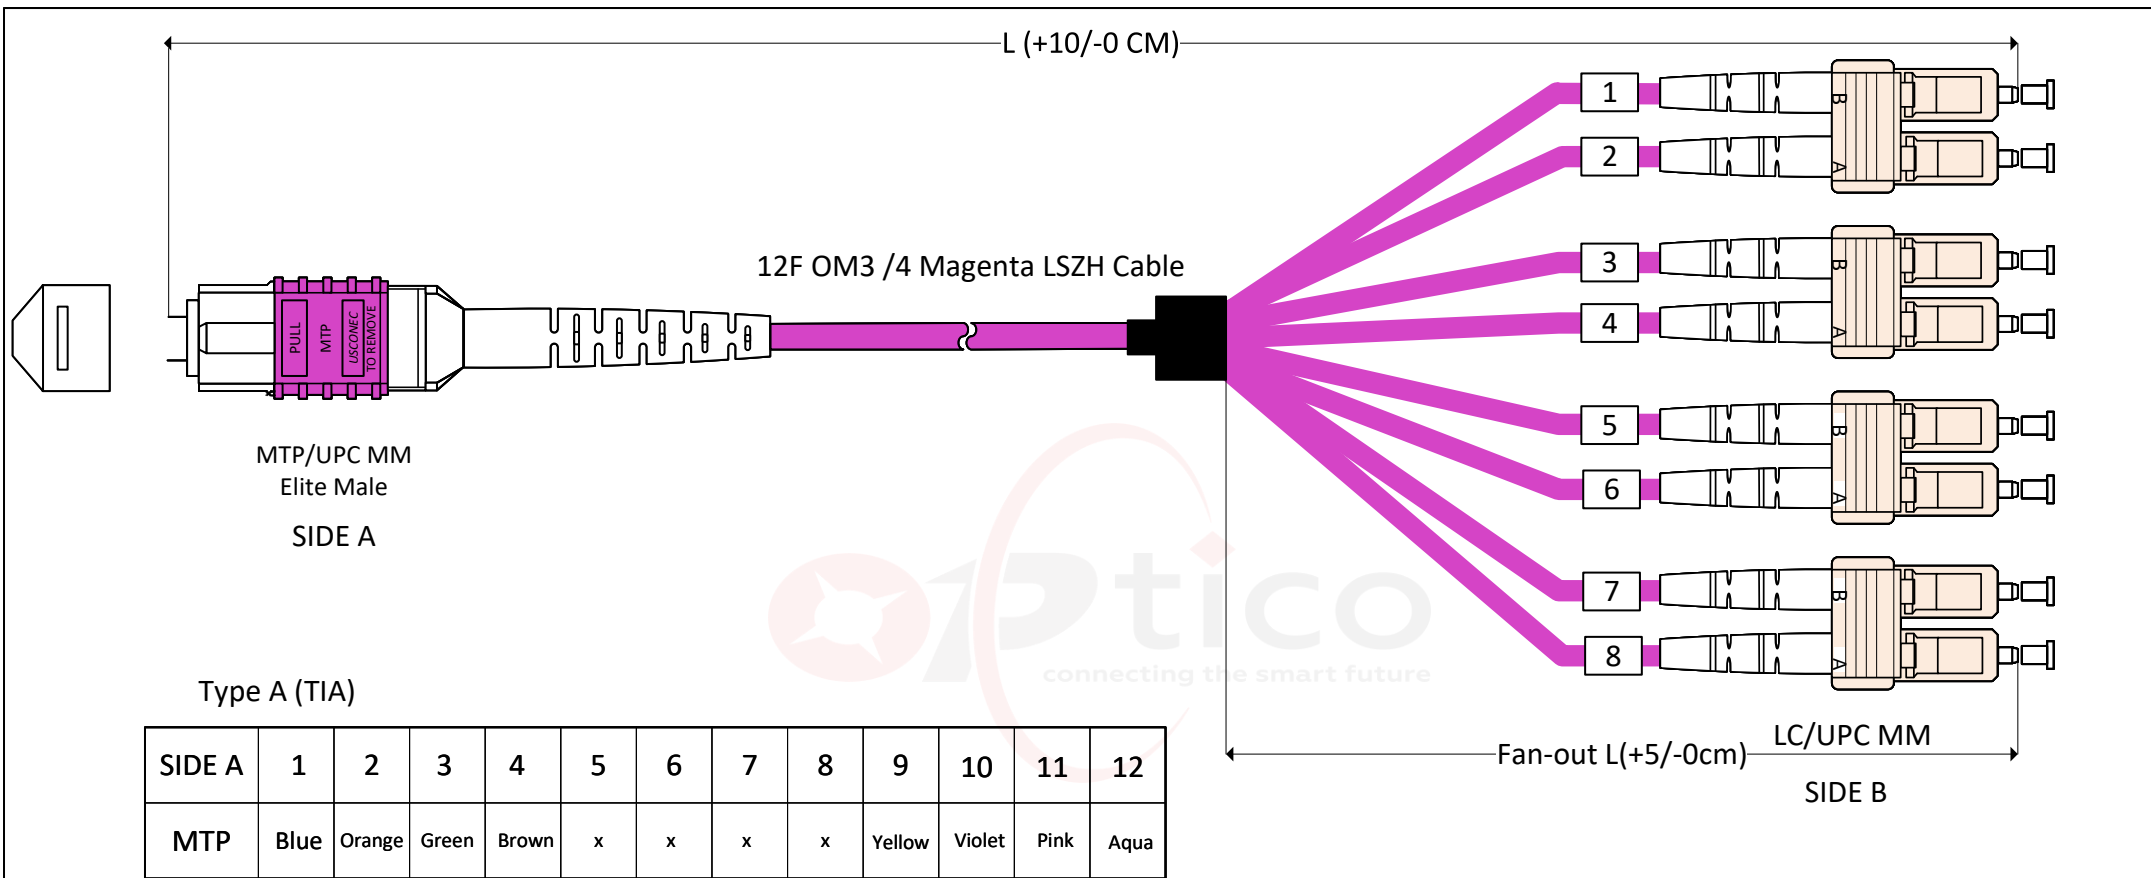 L (+10/-0 CM)
1
B
2
A
12F OM3 /4 Magenta LSZH Cable
3
B
4
A
PULL
MTP
USCONEC
TO REMOVE
5
B
6
A
MTP/UPC MM
Elite Male
SIDE A
7
B
8
A
OPtico
connecting the smart future
Type A (TIA)
Fan-out L(+5/-0cm)
LC/UPC MM
SIDE B
SIDE A 1 2 3 4 5 6 7 8 9 10 11 12
MTP Blue Orange Green Brown x x x x Yellow Violet Pink Aqua